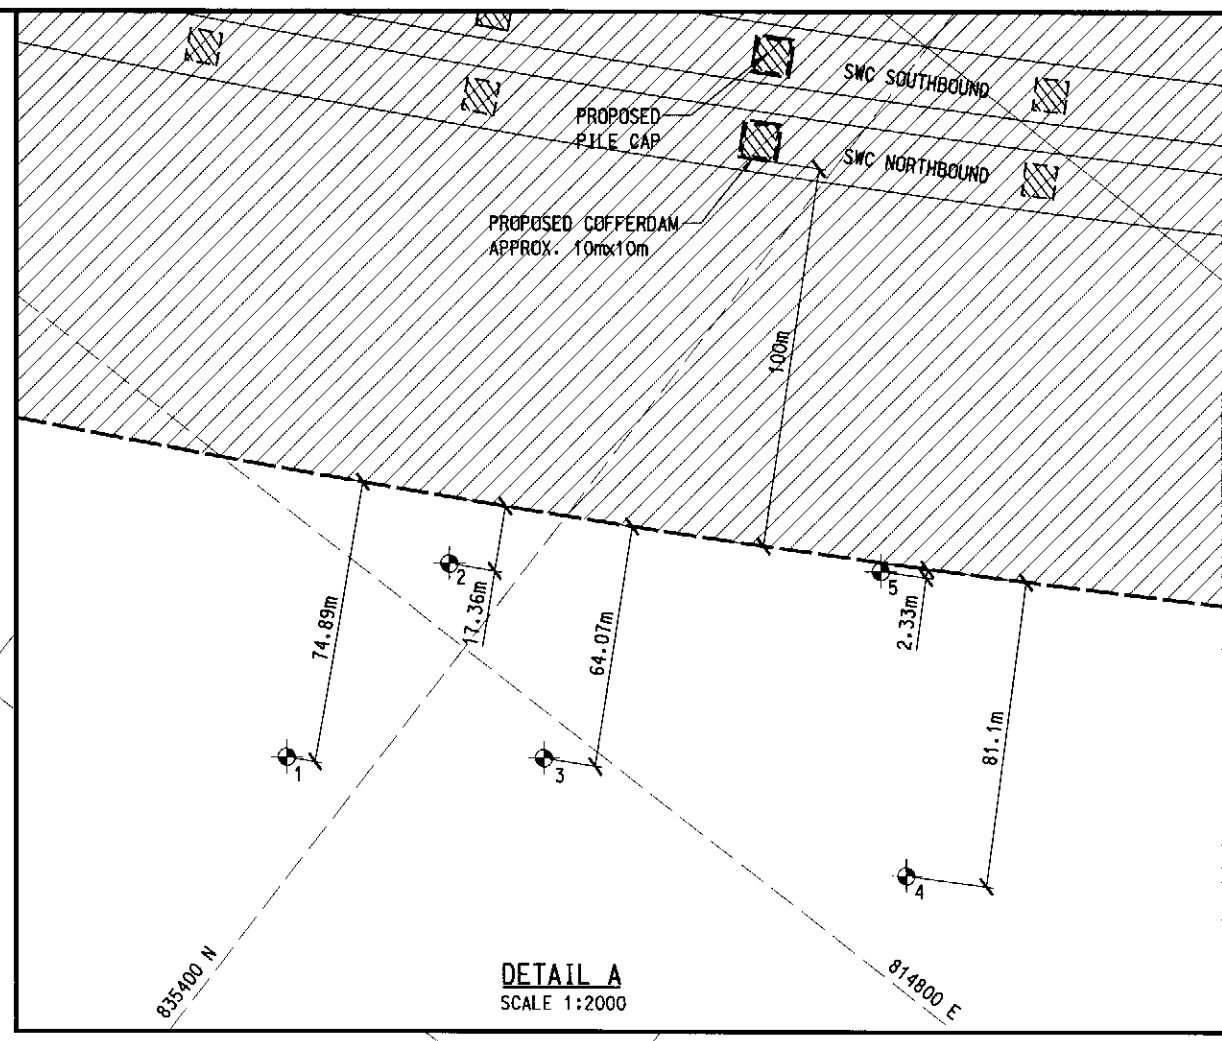 SWC SOUTHBOUND
PROPOSED
PILE CAP
SWC NORTHBOUND
PROPOSED COFFERDAM
APPROX. 10mx10m
100m
2
5
17.36m
2.33m
74.89m
64.07m
81.1m
1
3
4
835400 N
814800 E
DETAIL A
SCALE 1:2000